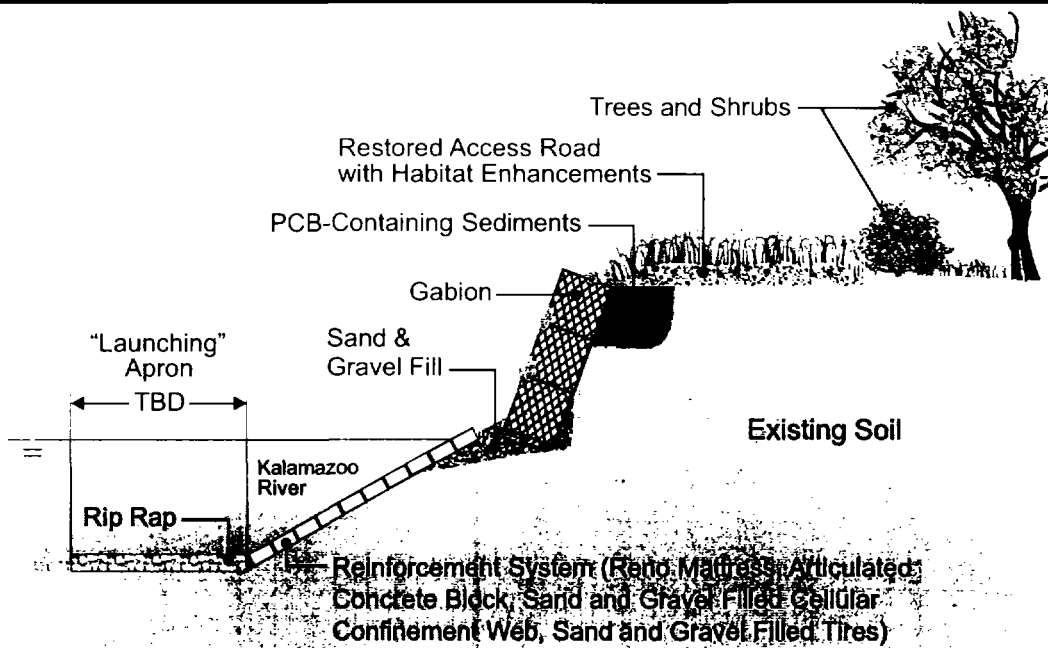 Trees and Shrubs
Restored Access Road
with Habitat Enhancements
PCB-Containing Sediments
Gabion
Sand &
Gravel Fill
"Launching"
Apron
TBD
Existing Soil
Kalamazoo
River
Rip Rap
Reinforcement System (Reno Mattress, Articulated
Concrete Block, Sand and Gravel Filled Cellular
Confinement Web, Sand and Gravel Filled Tires)